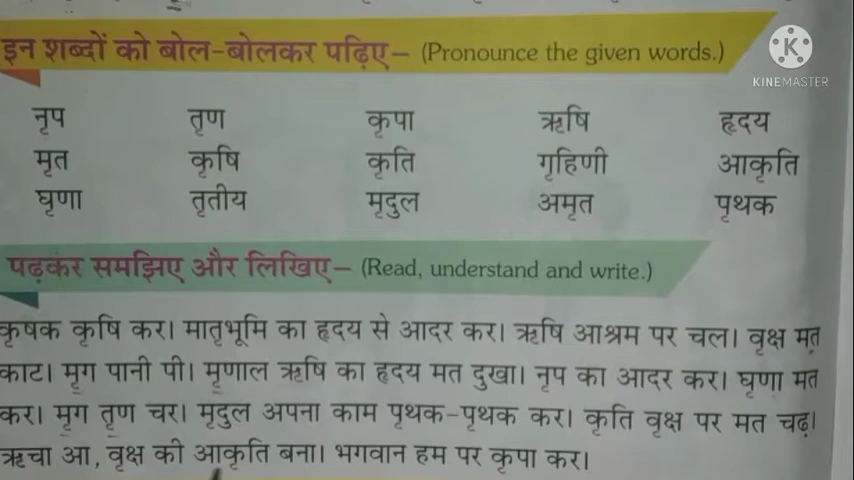 इन शब्दों को बोल-बोलकर पढ़िए– (Pronounce the given words.)
KINEMASTER
नृप तृण कृपा ऋषि हृदय
मृत कृषि कृति गृहिणी आकृति
घृणा तृतीय मृदुल अमृत पृथक
पढ़कर समझिए और लिखिए– (Read, understand and write.)
कृषक कृषि कर। मातृभूमि का हृदय से आदर कर। ऋषि आश्रम पर चल। वृक्ष मत
काट। मृग पानी पी। मृणाल ऋषि का हृदय मत दुखा। नृप का आदर कर। घृणा मत
कर। मृग तृण चर। मृदुल अपना काम पृथक-पृथक कर। कृति वृक्ष पर मत चढ़।
ऋचा आ, वृक्ष की आकृति बना। भगवान हम पर कृपा कर।